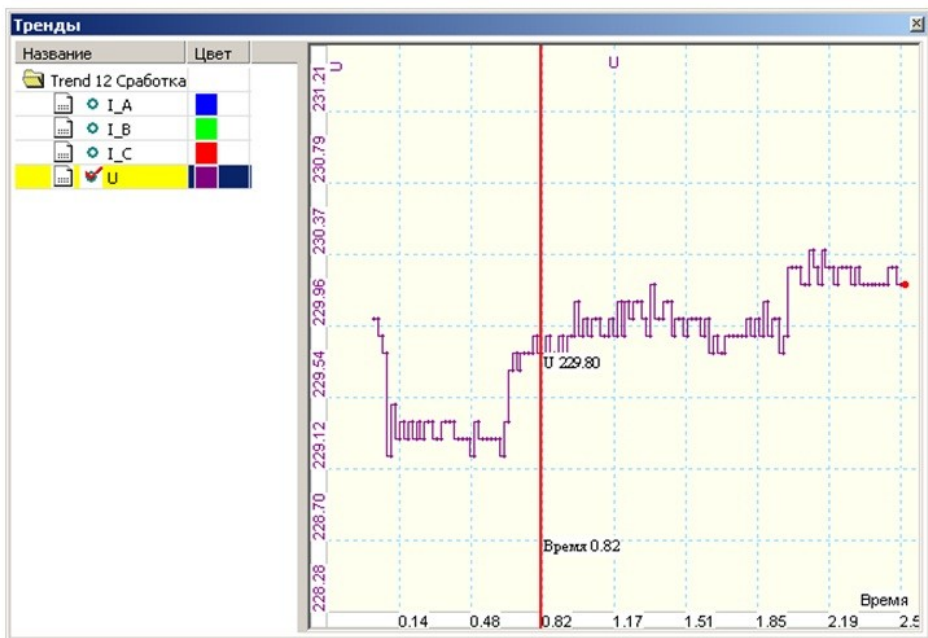 Тренды
Название Цвет
Trend 12 Сработка
I_A
I_B
I_C
U
U
U
231.21
230.79
230.37
229.96
229.54
229.12
228.70
228.28
U 229.80
Время 0.82
Время
0.14 0.48 0.82 1.17 1.51 1.85 2.19 2.5